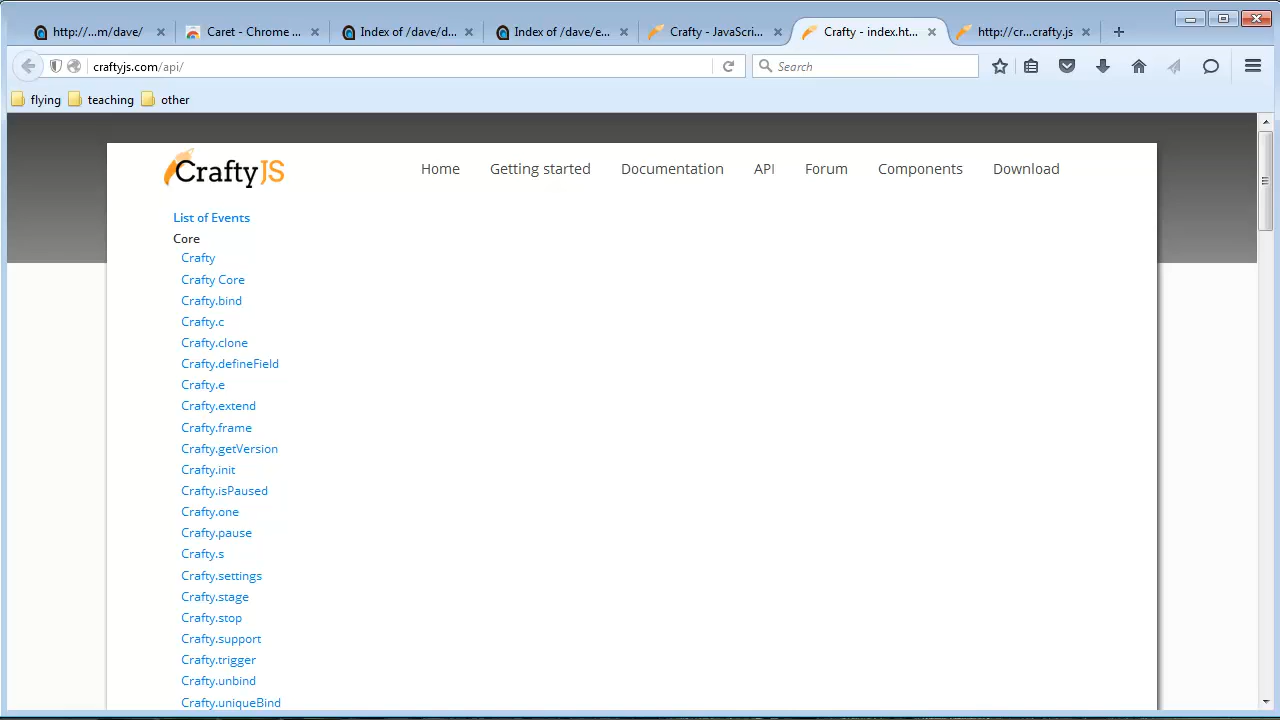 http://...m/dave/
Caret - Chrome ...
Index of /dave/d...
Index of /dave/e...
Crafty - JavaScri...
Crafty - index.ht...
http://cr...crafty.js
craftyjs.com/api/
Search
flying
teaching
other
CraftyJS
Home
Getting started
Documentation
API
Forum
Components
Download
List of Events
Core
Crafty
Crafty Core
Crafty.bind
Crafty.c
Crafty.clone
Crafty.defineField
Crafty.e
Crafty.extend
Crafty.frame
Crafty.getVersion
Crafty.init
Crafty.isPaused
Crafty.one
Crafty.pause
Crafty.s
Crafty.settings
Crafty.stage
Crafty.stop
Crafty.support
Crafty.trigger
Crafty.unbind
Crafty.uniqueBind